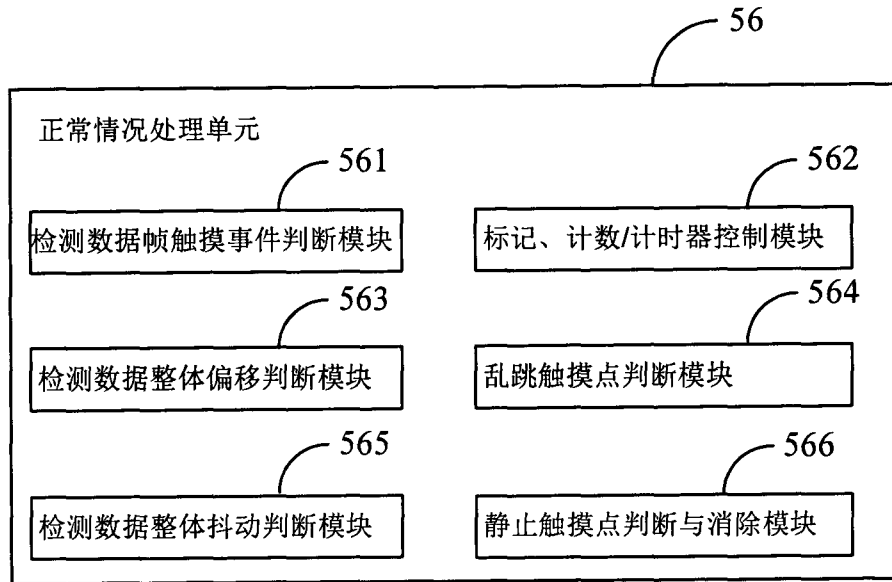 56
正常情况处理单元
561
562
检测数据帧触摸事件判断模块
标记、计数/计时器控制模块
563
564
检测数据整体偏移判断模块
乱跳触摸点判断模块
565
566
检测数据整体抖动判断模块
静止触摸点判断与消除模块